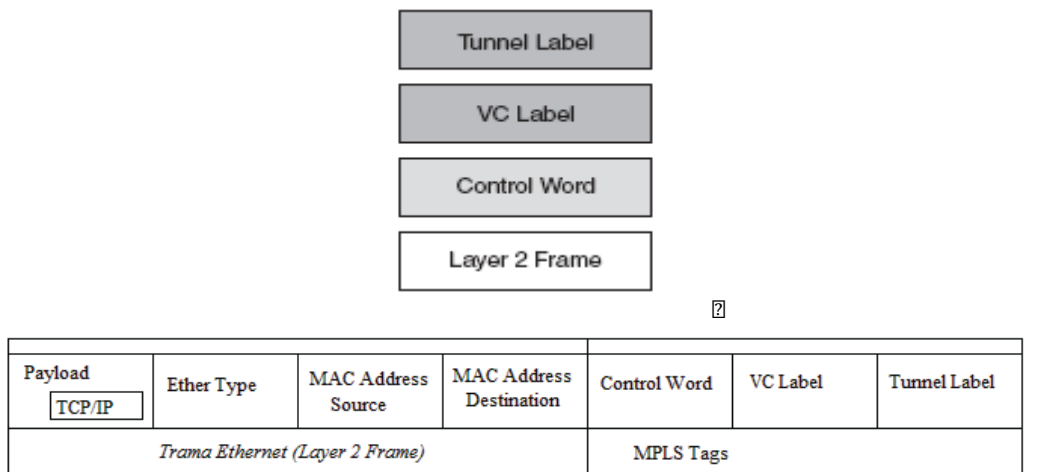 Tunnel Label
VC Label
Control Word
Layer 2 Frame
Payload
TCP/IP
Ether Type
MAC Address
Source
MAC Address
Destination
Control Word
VC Label
Tunnel Label
Trama Ethernet (Layer 2 Frame)
MPLS Tags